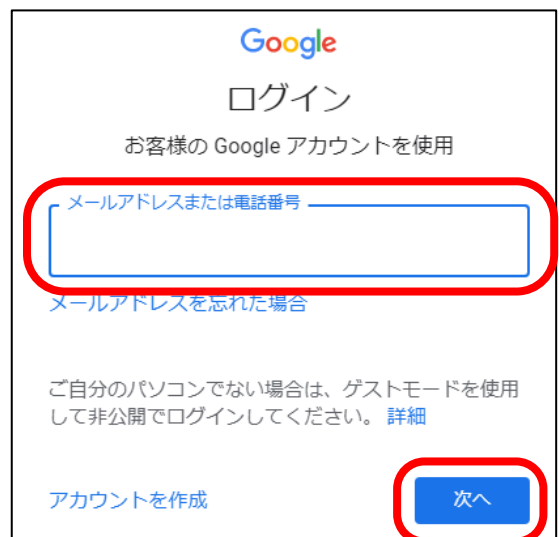 Google
ログイン
お客様の Google アカウントを使用
メールアドレスまたは電話番号
メールアドレスを忘れた場合
ご自分のパソコンでない場合は、ゲストモードを使用
して非公開でログインしてください。 詳細
アカウントを作成
次へ